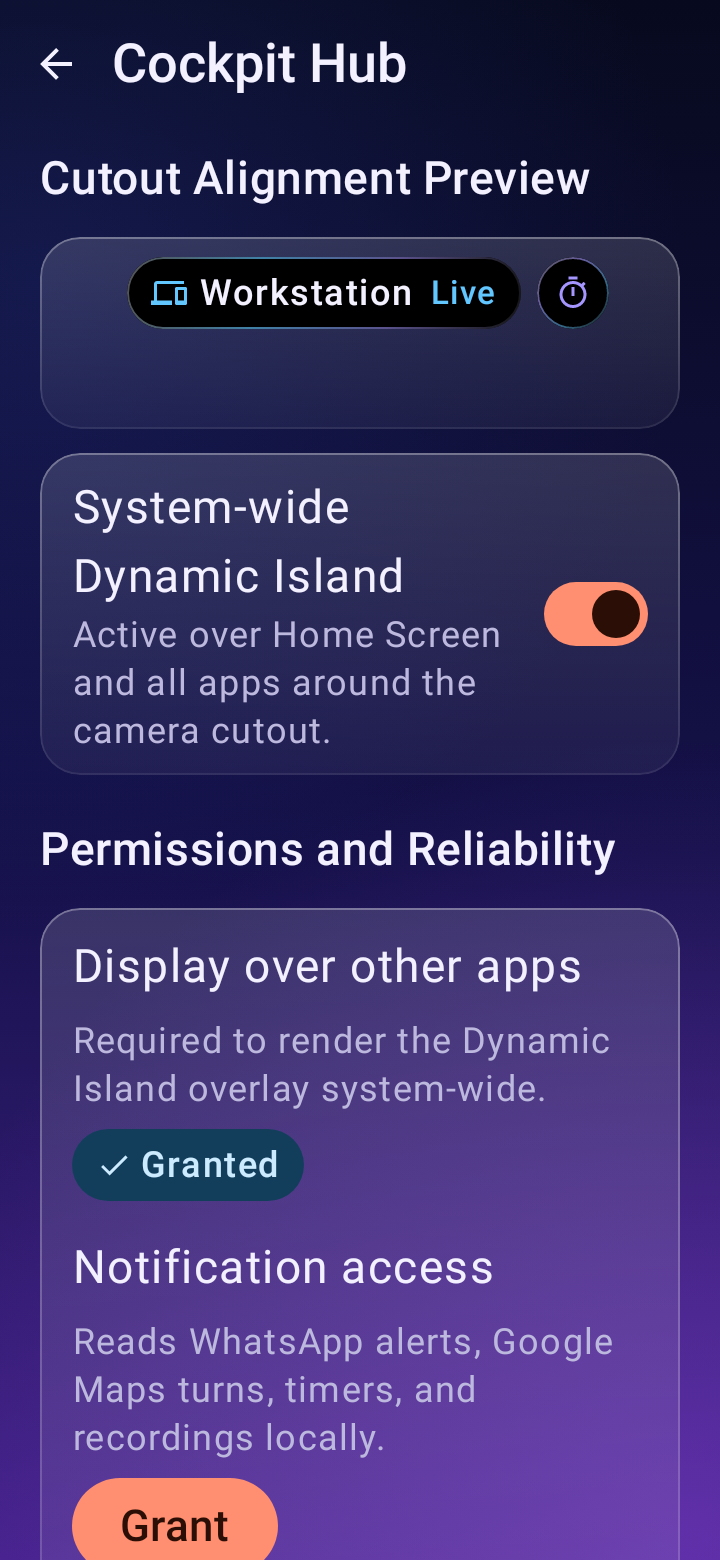 Cockpit Hub
Cutout Alignment Preview
Workstation Live
System-wide
Dynamic Island
Active over Home Screen
and all apps around the
camera cutout.
Permissions and Reliability
Display over other apps
Required to render the Dynamic
Island overlay system-wide.
Granted
Notification access
Reads WhatsApp alerts, Google
Maps turns, timers, and
recordings locally.
Grant